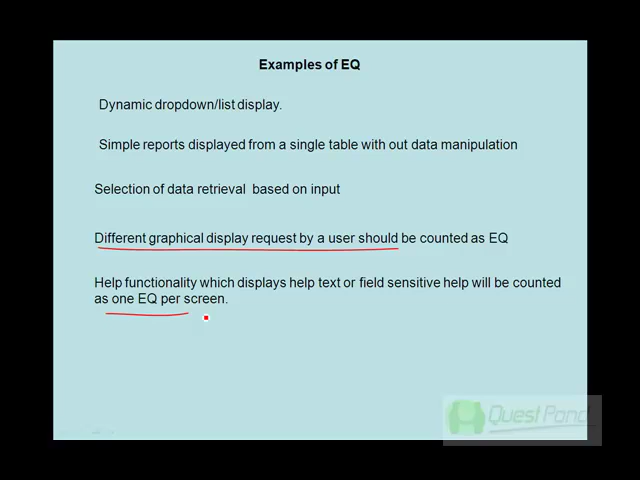 Examples of EQ
Dynamic dropdown/list display.
Simple reports displayed from a single table with out data manipulation
Selection of data retrieval based on input
Different graphical display request by a user should be counted as EQ
Help functionality which displays help text or field sensitive help will be counted
as one EQ per screen.
QuestPond